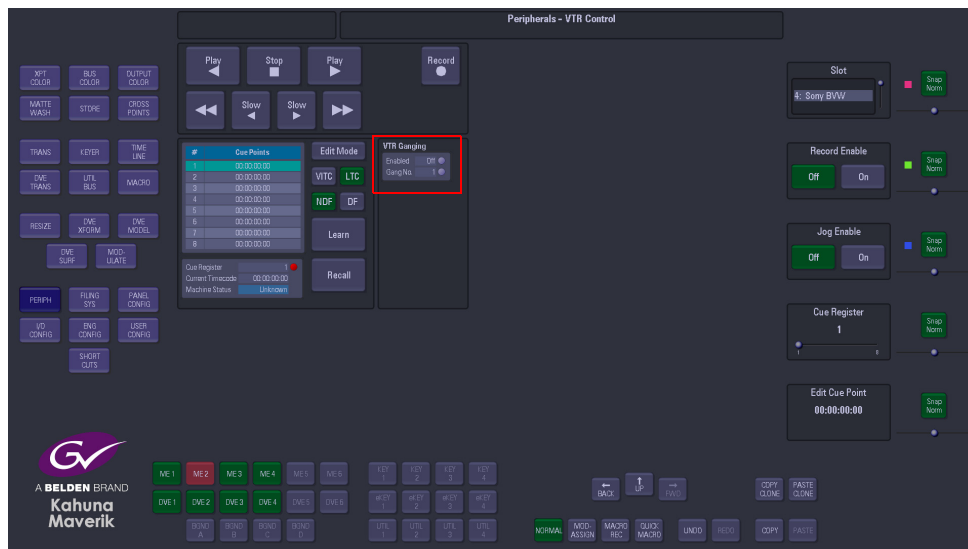 Peripherals - VTR Control
XPT COLOR
BUS COLOR
OUTPUT COLOR
MATTE WASH
STORE
CROSS POINTS
TRANS
KEYER
TIME LINE
DVE TRANS
UTIL BUS
MACRO
RESIZE
DVE XFORM
DVE MODEL
DVE SURF
MOD- ULATE
PERIPH
FILING SYS
PANEL CONFIG
I/O CONFIG
ENG CONFIG
USER CONFIG
SHORT CUTS
Play
Stop
Play
Record
Slow
Slow
# Cue Points
1 00:00:00:00
2 00:00:00:00
3 00:00:00:00
4 00:00:00:00
5 00:00:00:00
6 00:00:00:00
7 00:00:00:00
8 00:00:00:00
Edit Mode
VITC LTC
NDF DF
Learn
Recall
Cue Register 1
Current Timecode 00:00:00:00
Machine Status Unknown
VTR Ganging
Enabled Off
Gang No. 1
Slot
4: Sony BVW
Snap Norm
Record Enable
Off On
Snap Norm
Jog Enable
Off On
Snap Norm
Cue Register
1
1 8
Snap Norm
Edit Cue Point
00:00:00:00
Snap Norm
GV
A BELDEN BRAND
Kahuna
Maverik
ME 1 ME 2 ME 3 ME 4 ME 5 ME 6
DVE 1 DVE 2 DVE 3 DVE 4 DVE 5 DVE 6
BGND A BGND B BGND C BGND D
KEY 1 KEY 2 KEY 3 KEY 4
eKEY 1 eKEY 2 eKEY 3 eKEY 4
UTIL 1 UTIL 2 UTIL 3 UTIL 4
BACK UP FWD
COPY CLONE PASTE CLONE
NORMAL MOD- ASSIGN MACRO REC QUICK MACRO UNDO REDO COPY PASTE